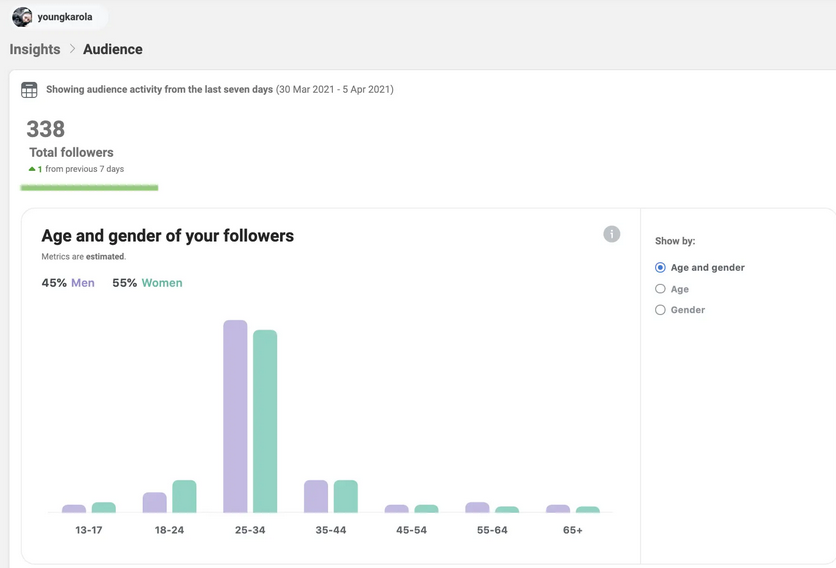 youngkarola
Insights > Audience
Showing audience activity from the last seven days (30 Mar 2021 - 5 Apr 2021)
338
Total followers
1 from previous 7 days
Age and gender of your followers
Metrics are estimated.
45% Men 55% Women
i
Show by:
Age and gender
Age
Gender
13-17 18-24 25-34 35-44 45-54 55-64 65+